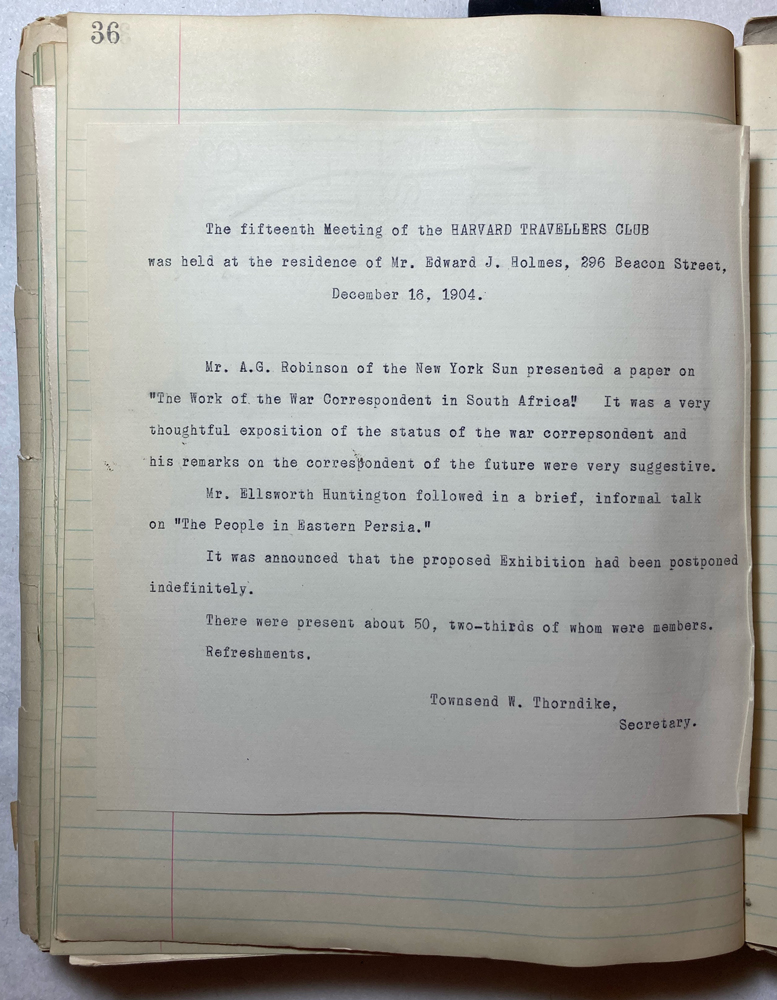 36
The fifteenth Meeting of the HARVARD TRAVELLERS CLUB
was held at the residence of Mr. Edward J. Holmes, 296 Beacon Street,
December 16, 1904.
Mr. A.G. Robinson of the New York Sun presented a paper on
"The Work of the War Correspondent in South Africa" It was a very
thoughtful exposition of the status of the war correpsondent and
his remarks on the correspondent of the future were very suggestive.
Mr. Ellsworth Huntington followed in a brief, informal talk
on "The People in Eastern Persia."
It was announced that the proposed Exhibition had been postponed
indefinitely.
There were present about 50, two-thirds of whom were members.
Refreshments.
Townsend W. Thorndike,
Secretary.